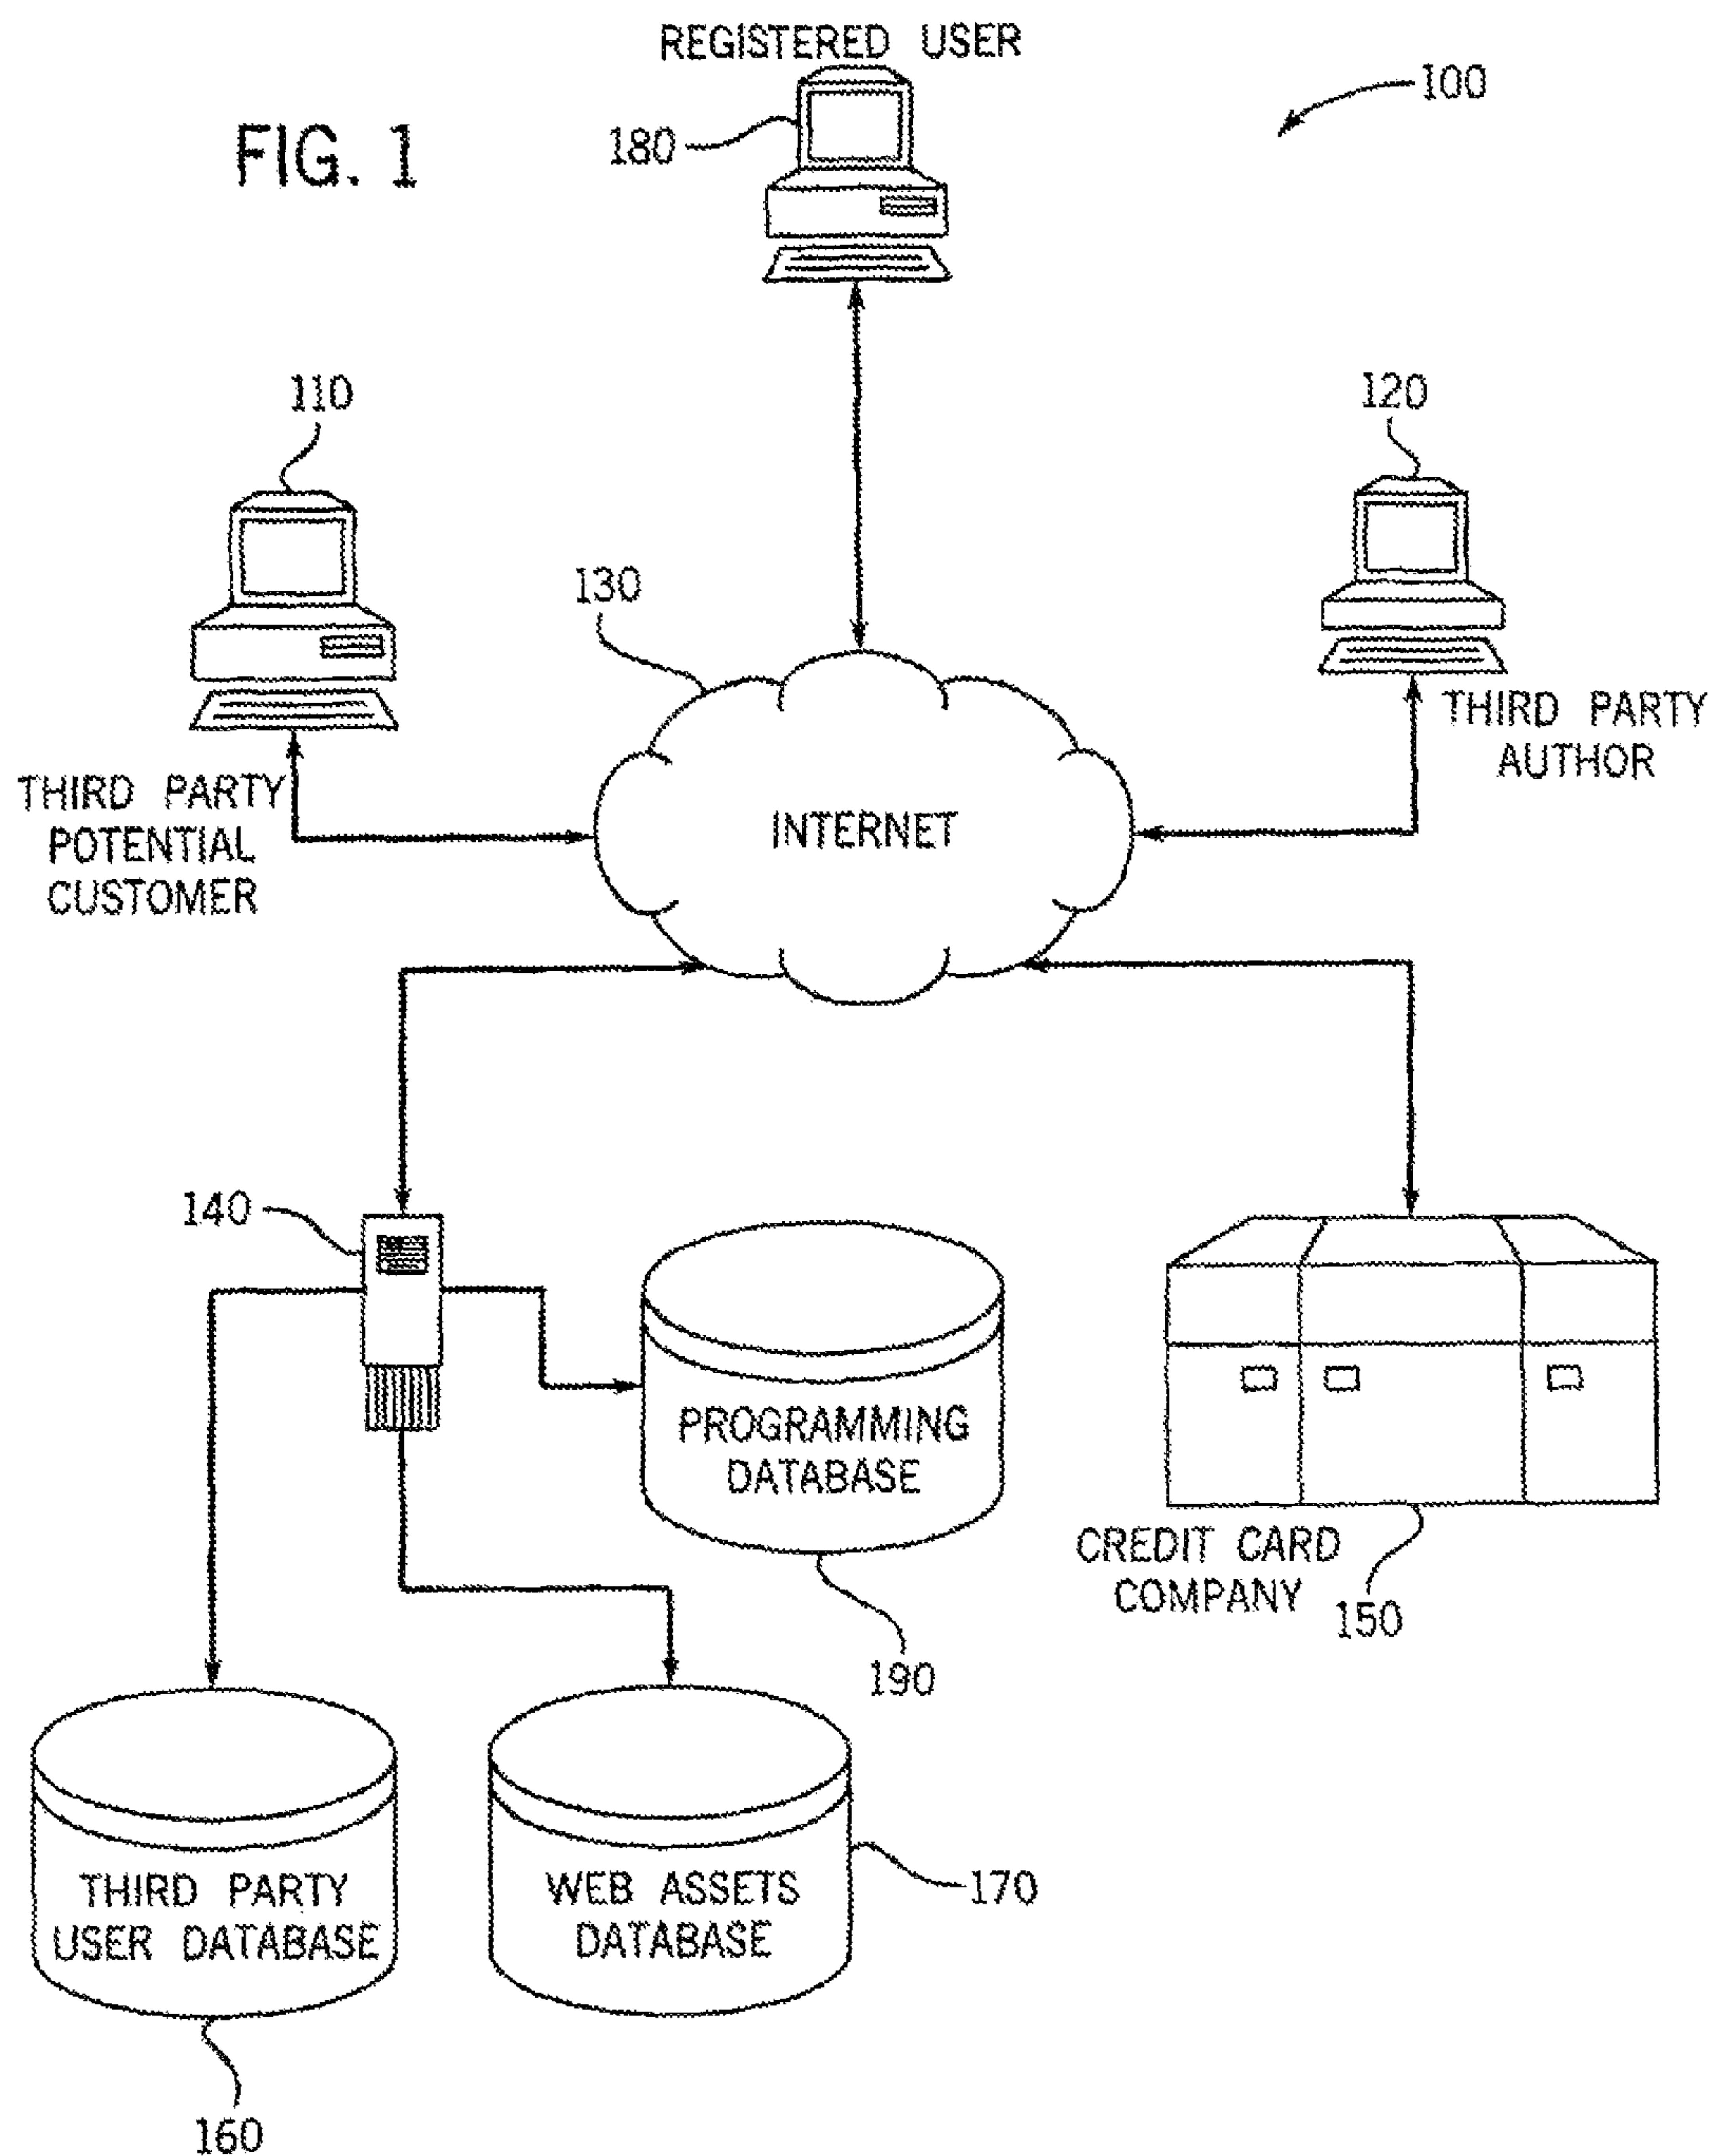 REGISTERED USER
100
FIG. 1
180
110
120
130
THIRD PARTY
AUTHOR
THIRD PARTY
POTENTIAL
CUSTOMER
INTERNET
140
PROGRAMMING
DATABASE
CREDIT CARD
COMPANY
150
190
THIRD PARTY
USER DATABASE
WEB ASSETS
DATABASE
170
160